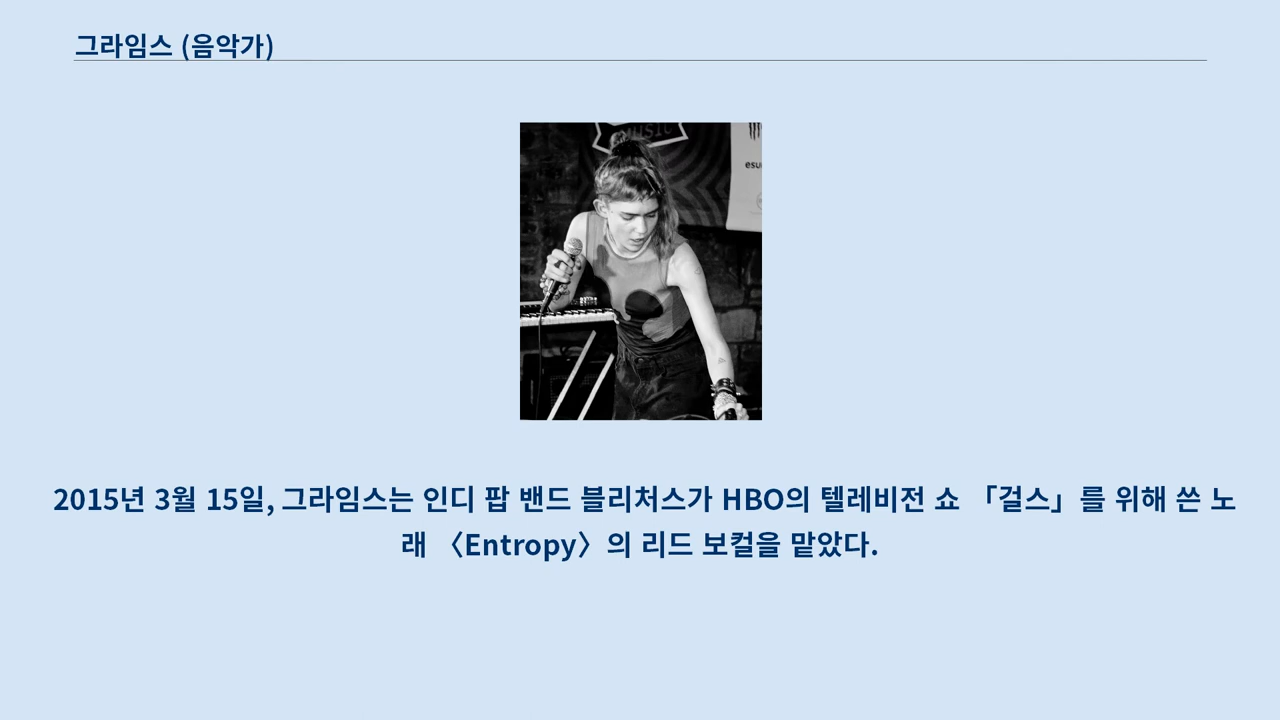 그라임스 (음악가)
MUSIC
esu
2015년 3월 15일, 그라임스는 인디 팝 밴드 블리처스가 HBO의 텔레비전 쇼 「걸스」를 위해 쓴 노
래 〈Entropy〉의 리드 보컬을 맡았다.